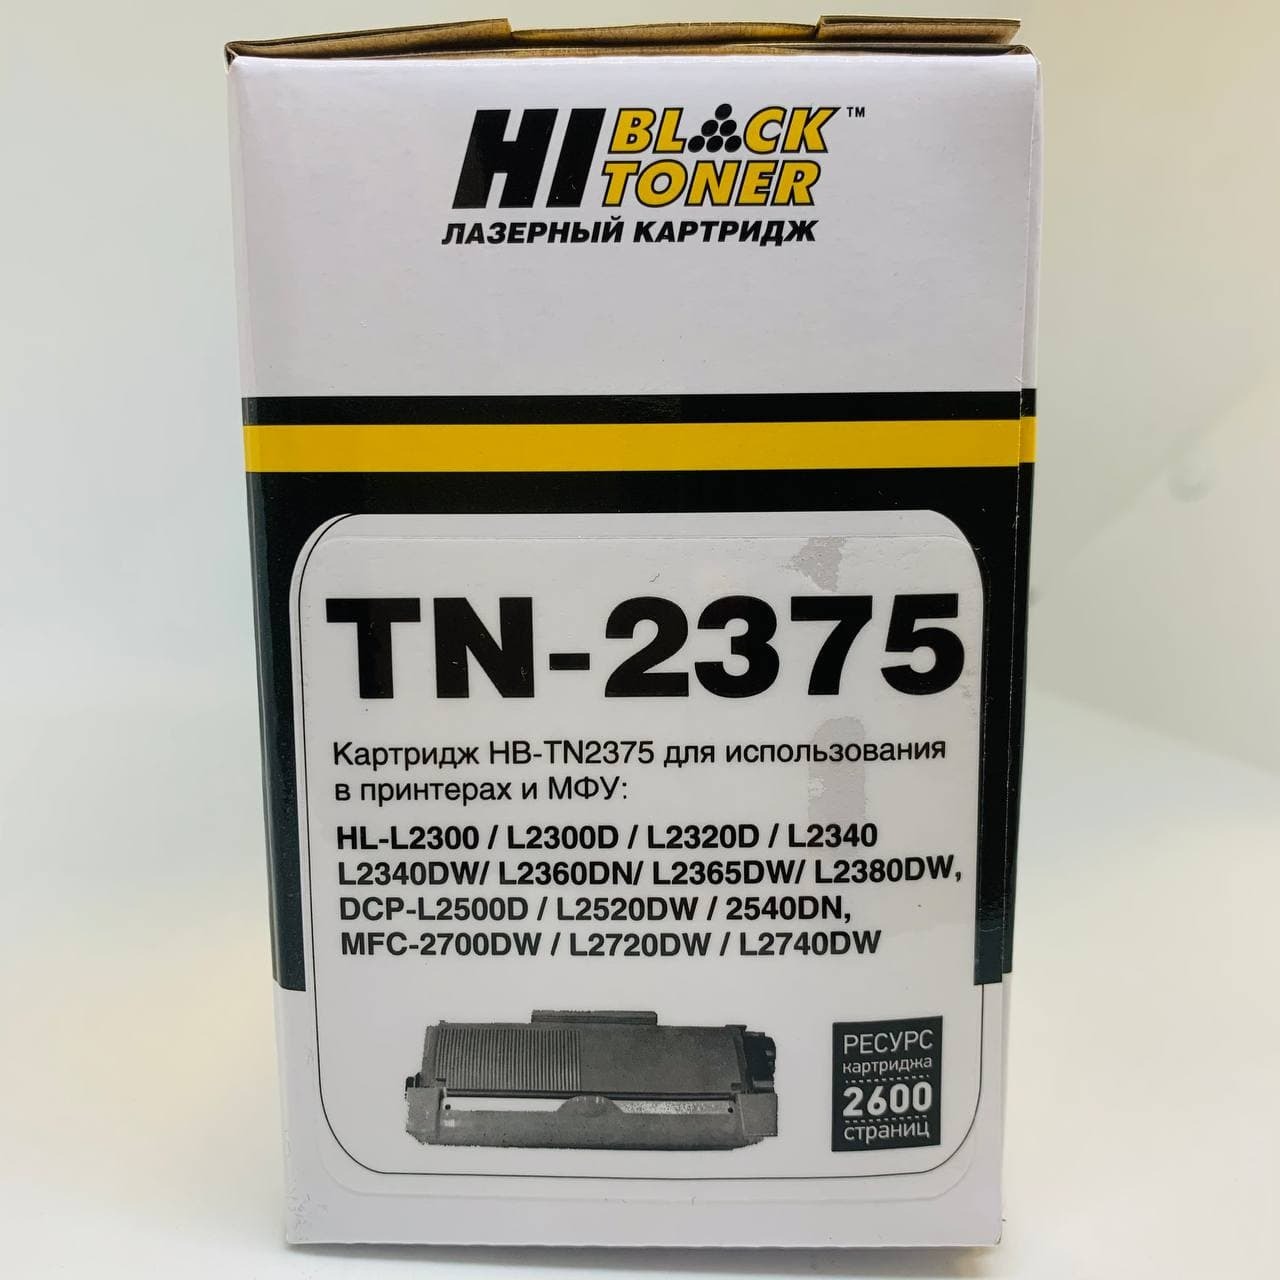 HI BLACK TONER™
ЛАЗЕРНЫЙ КАРТРИДЖ
TN-2375
Картридж HB-TN2375 для использования
в принтерах и МФУ:
HL-L2300 / L2300D / L2320D / L2340
L2340DW/ L2360DN/ L2365DW/ L2380DW,
DCP-L2500D / L2520DW / 2540DN,
MFC-2700DW / L2720DW / L2740DW
РЕСУРС
картриджа
2600
страниц